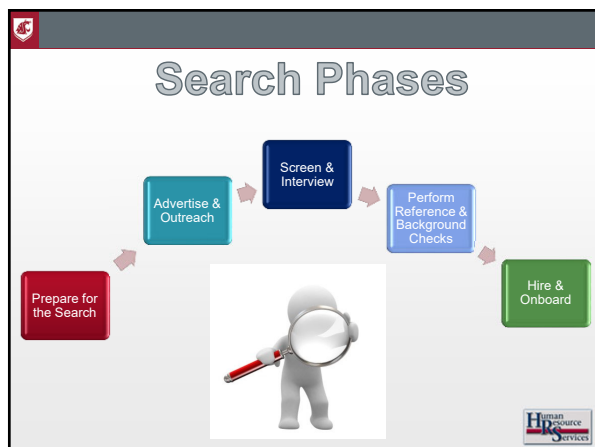 Search Phases
Prepare for
the Search
Advertise &
Outreach
Screen &
Interview
Perform
Reference &
Background
Checks
Hire &
Onboard
Human
Resource
Services